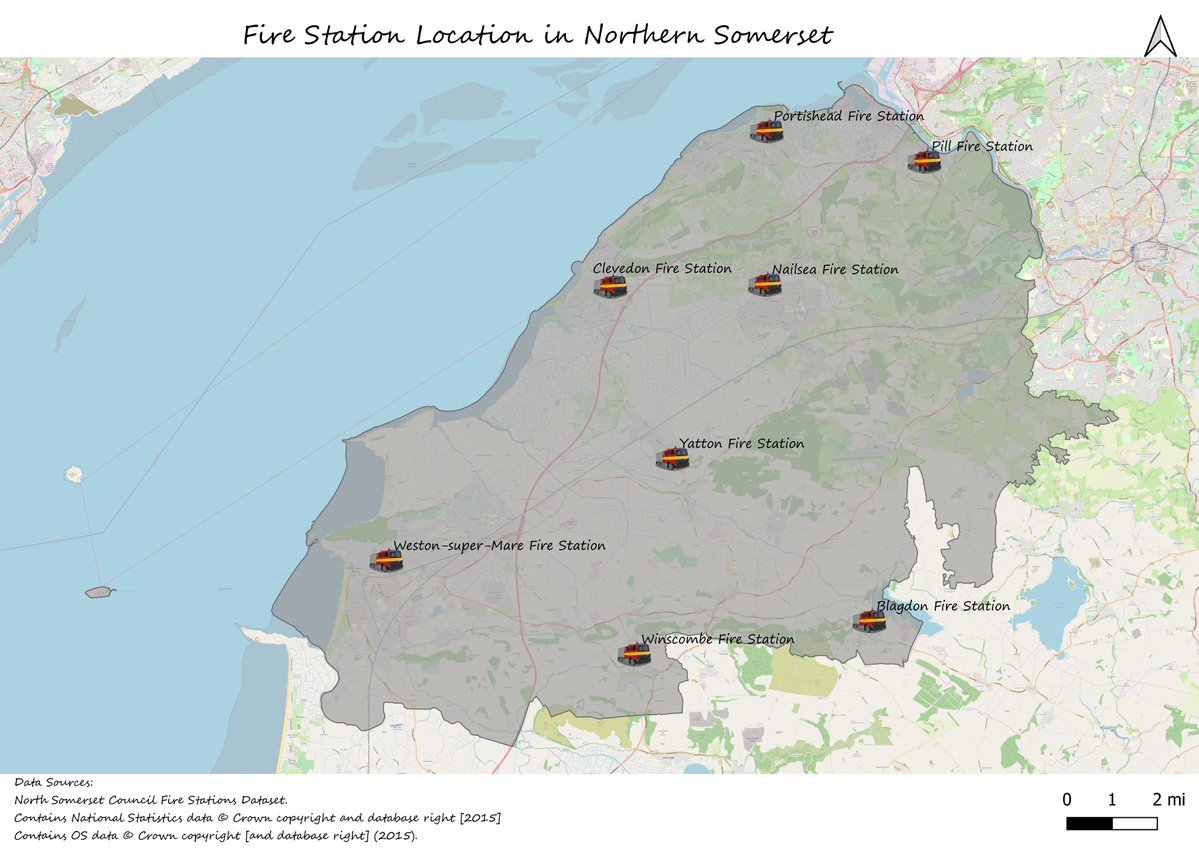 Fire Station Location in Northern Somerset
Portishead Fire Station
Pill Fire Station
Clevedon Fire Station
Nailsea Fire Station
Yatton Fire Station
Weston-super-Mare Fire Station
Blagdon Fire Station
Winscombe Fire Station
Data Sources:
North Somerset Council Fire Stations Dataset.
Contains National Statistics data © Crown copyright and database right [2015]
Contains OS data © Crown copyright [and database right] (2015).
0 1 2 mi